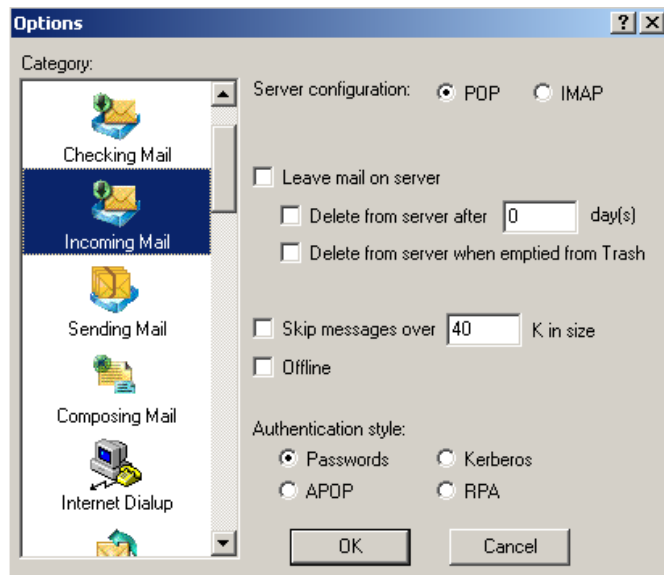 Options
Category:
Checking Mail
Incoming Mail
Sending Mail
Composing Mail
Internet Dialup
Server configuration: POP IMAP
Leave mail on server
Delete from server after 0 day(s)
Delete from server when emptied from Trash
Skip messages over 40 K in size
Offline
Authentication style:
Passwords Kerberos
APOP RPA
OK Cancel